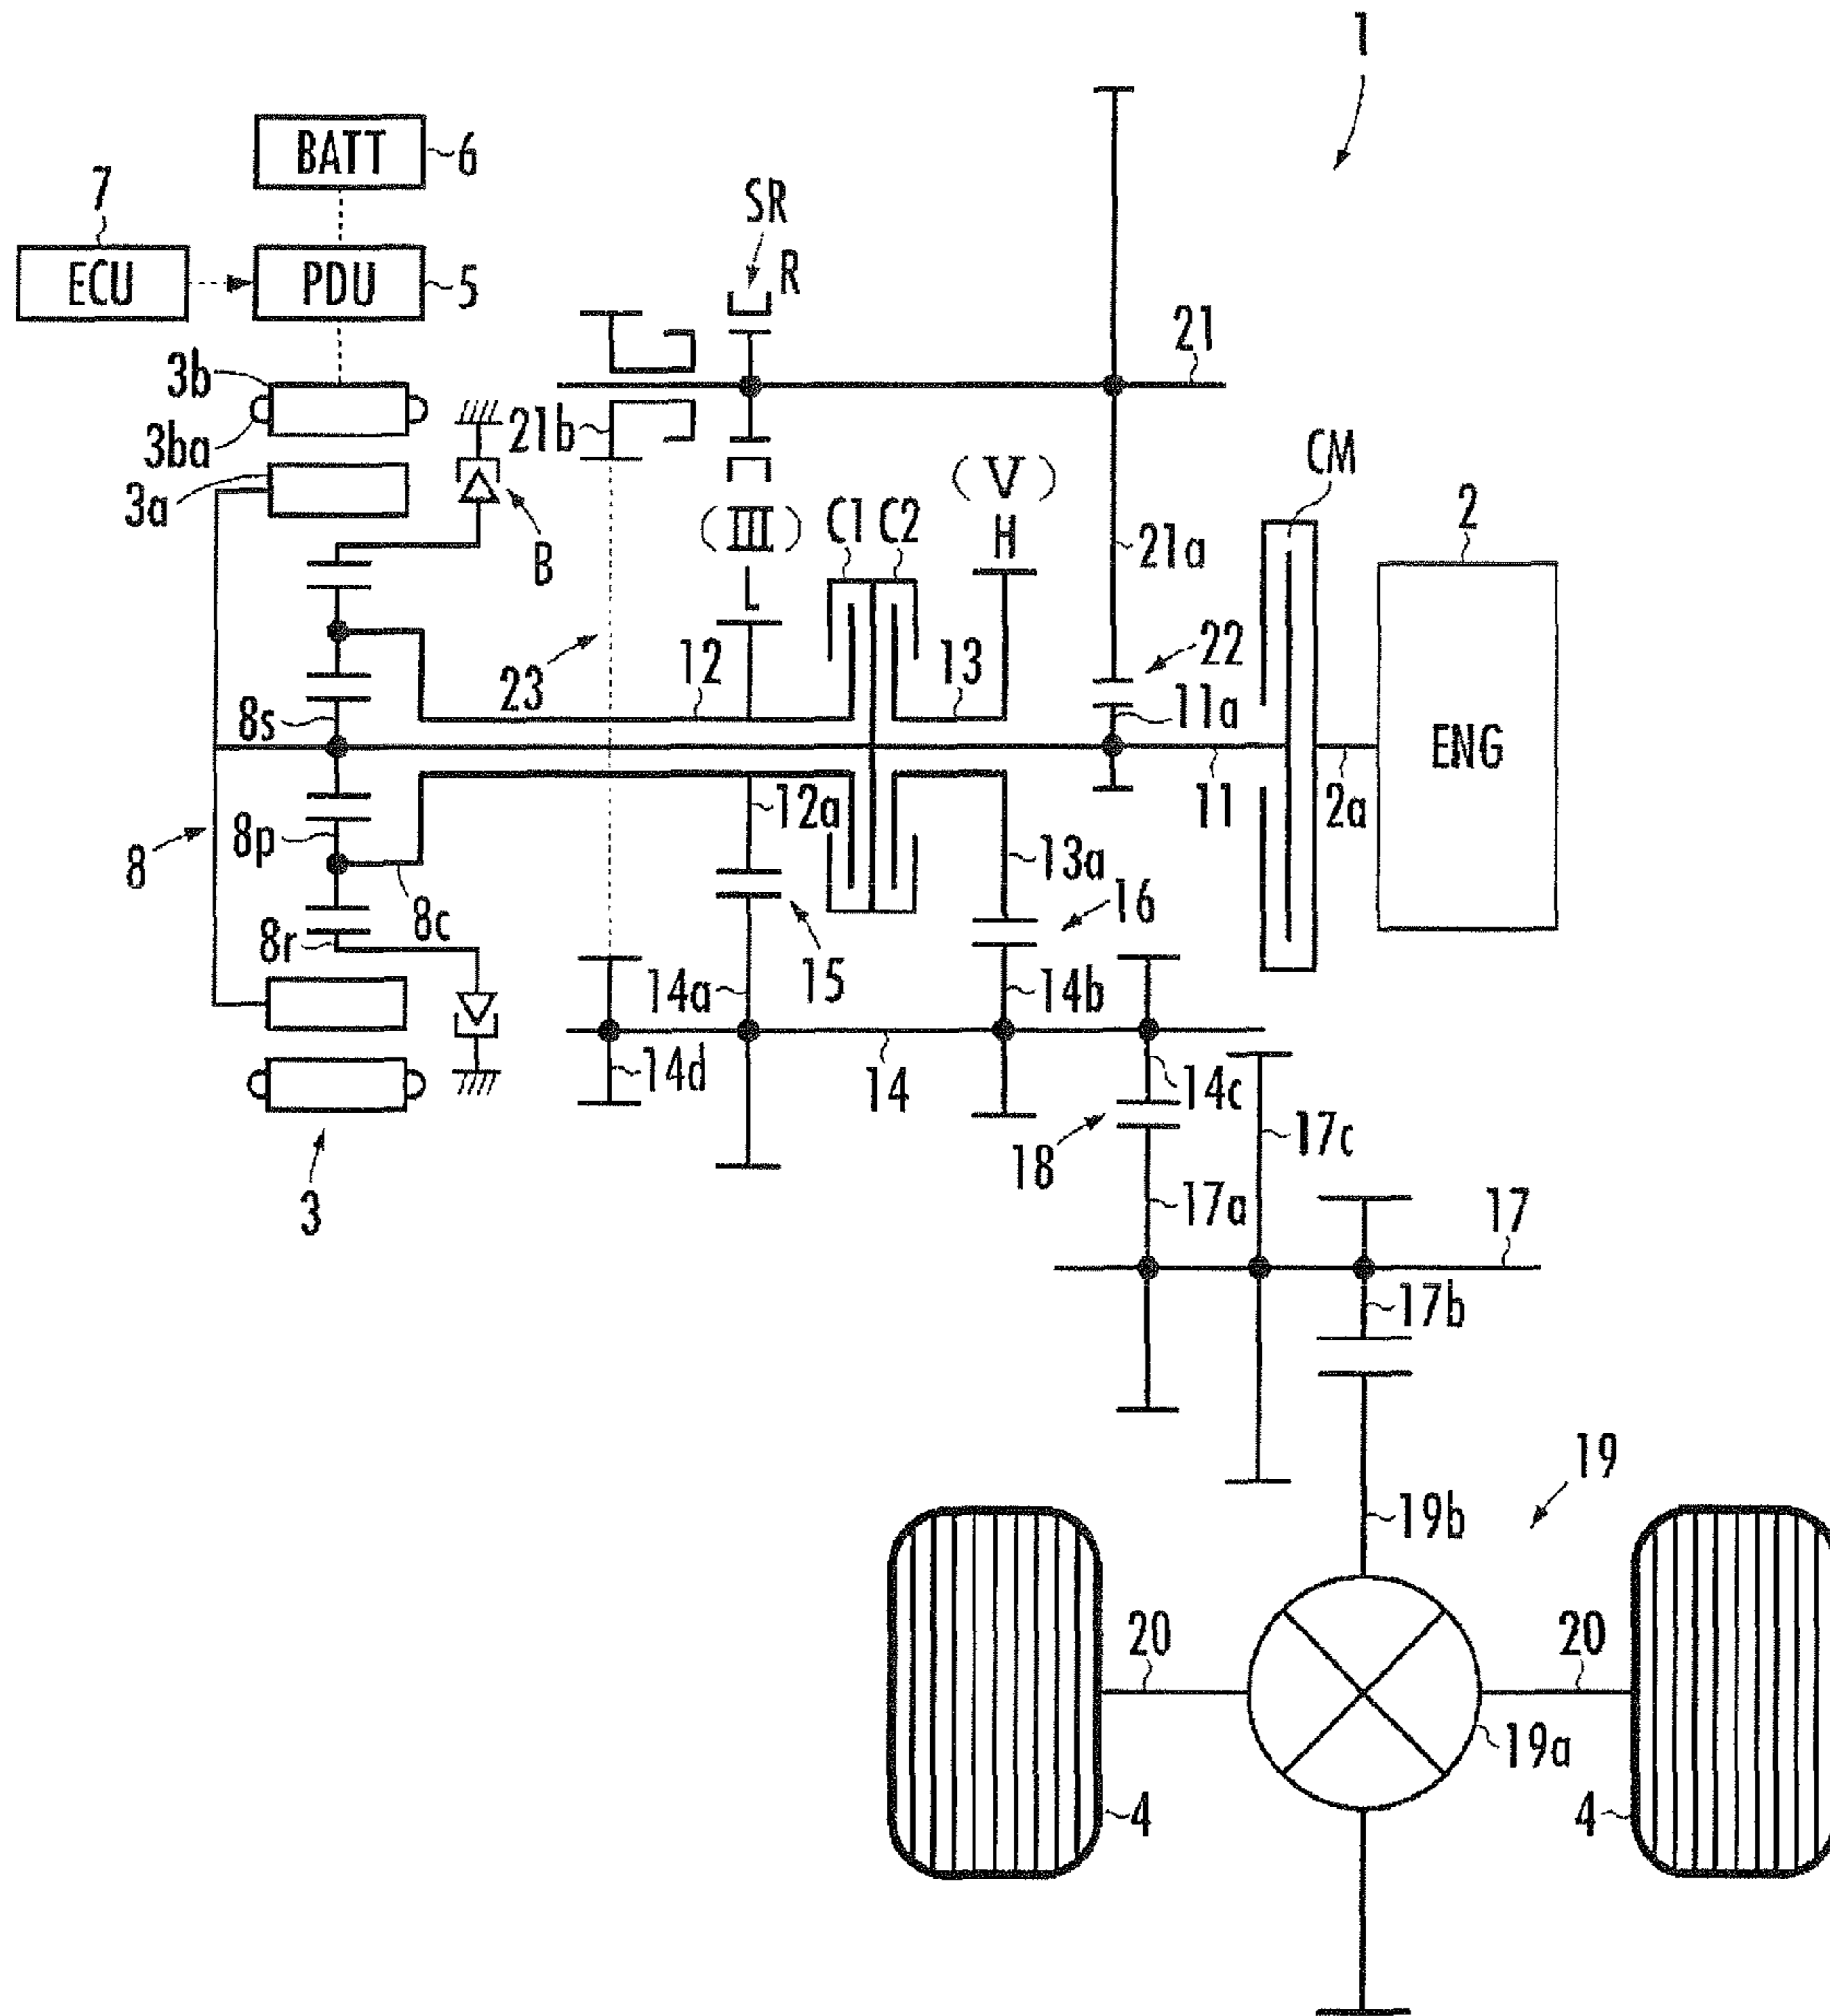 1
BATT 6
7
SR
ECU
PDU 5
R
21
3b
3ba
21b
CM
3a
(III)
C1
C2
(V)
H
2
B
21a
L
22
23
12
13
8s
11a
ENG
12a
11
2a
8p
8
13a
8c
16
8r
15
14a
14b
14d
14
14c
3
18
17c
17a
17
17b
19
19b
20
20
19a
4
4